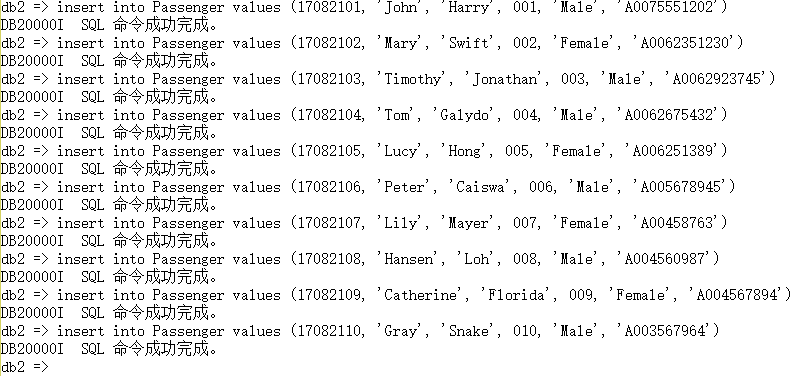 db2 => insert into Passenger values (17082101, 'John', 'Harry', 001, 'Male', 'A0075551202')
DB20000I  SQL 命令成功完成。
db2 => insert into Passenger values (17082102, 'Mary', 'Swift', 002, 'Female', 'A0062351230')
DB20000I  SQL 命令成功完成。
db2 => insert into Passenger values (17082103, 'Timothy', 'Jonathan', 003, 'Male', 'A0062923745')
DB20000I  SQL 命令成功完成。
db2 => insert into Passenger values (17082104, 'Tom', 'Galydo', 004, 'Male', 'A0062675432')
DB20000I  SQL 命令成功完成。
db2 => insert into Passenger values (17082105, 'Lucy', 'Hong', 005, 'Female', 'A006251389')
DB20000I  SQL 命令成功完成。
db2 => insert into Passenger values (17082106, 'Peter', 'Caiswa', 006, 'Male', 'A005678945')
DB20000I  SQL 命令成功完成。
db2 => insert into Passenger values (17082107, 'Lily', 'Mayer', 007, 'Female', 'A00458763')
DB20000I  SQL 命令成功完成。
db2 => insert into Passenger values (17082108, 'Hansen', 'Loh', 008, 'Male', 'A004560987')
DB20000I  SQL 命令成功完成。
db2 => insert into Passenger values (17082109, 'Catherine', 'Florida', 009, 'Female', 'A004567894')
DB20000I  SQL 命令成功完成。
db2 => insert into Passenger values (17082110, 'Gray', 'Snake', 010, 'Male', 'A003567964')
DB20000I  SQL 命令成功完成。
db2 =>